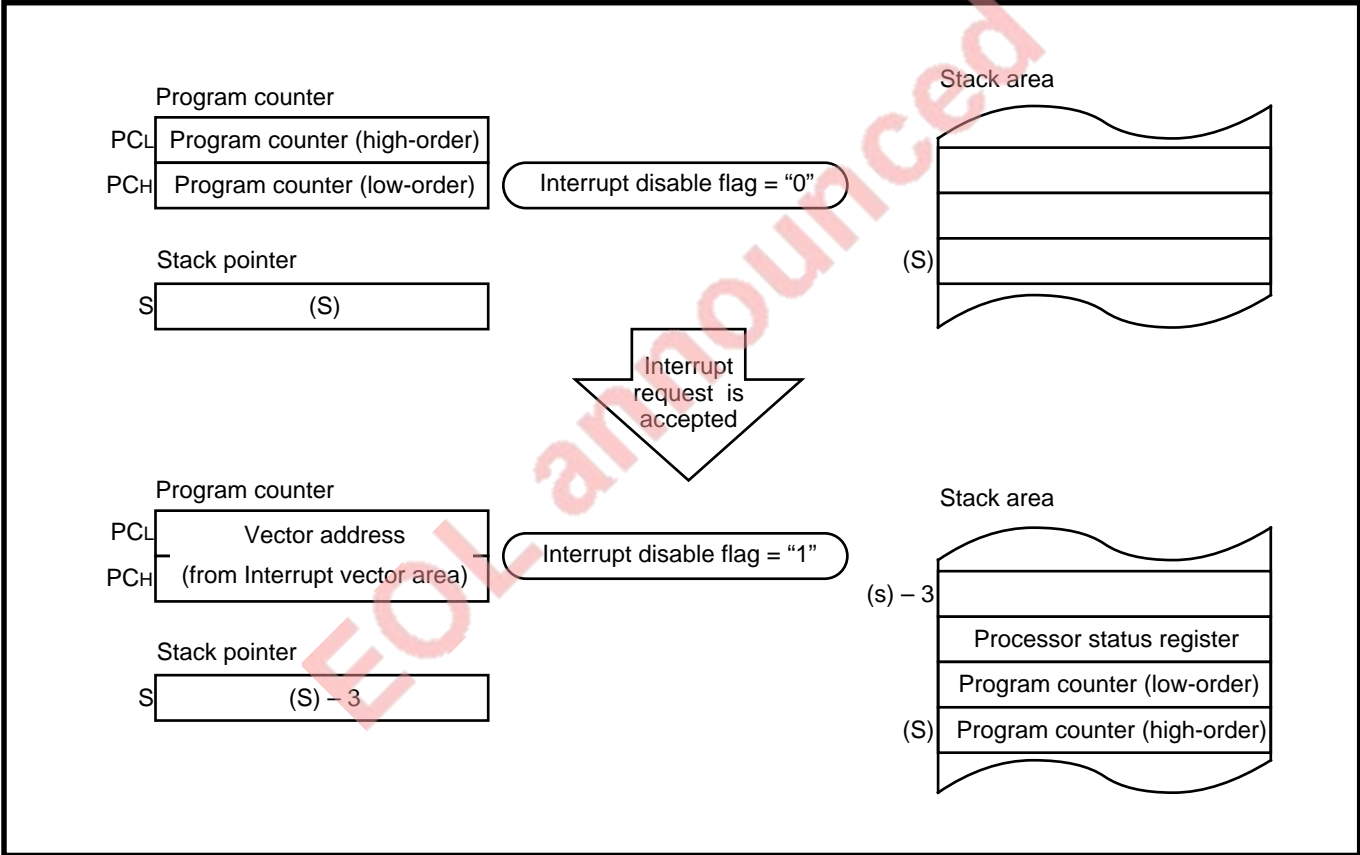 Program counter
PCL Program counter (high-order)
PCH Program counter (low-order)
Interrupt disable flag = “0”
Stack pointer
S (S)
Stack area
(S)
Interrupt
request is
accepted
Program counter
PCL Vector address
PCH (from Interrupt vector area)
Interrupt disable flag = “1”
Stack pointer
S (S) – 3
Stack area
(s) – 3
Processor status register
Program counter (low-order)
(S) Program counter (high-order)
EOL announced